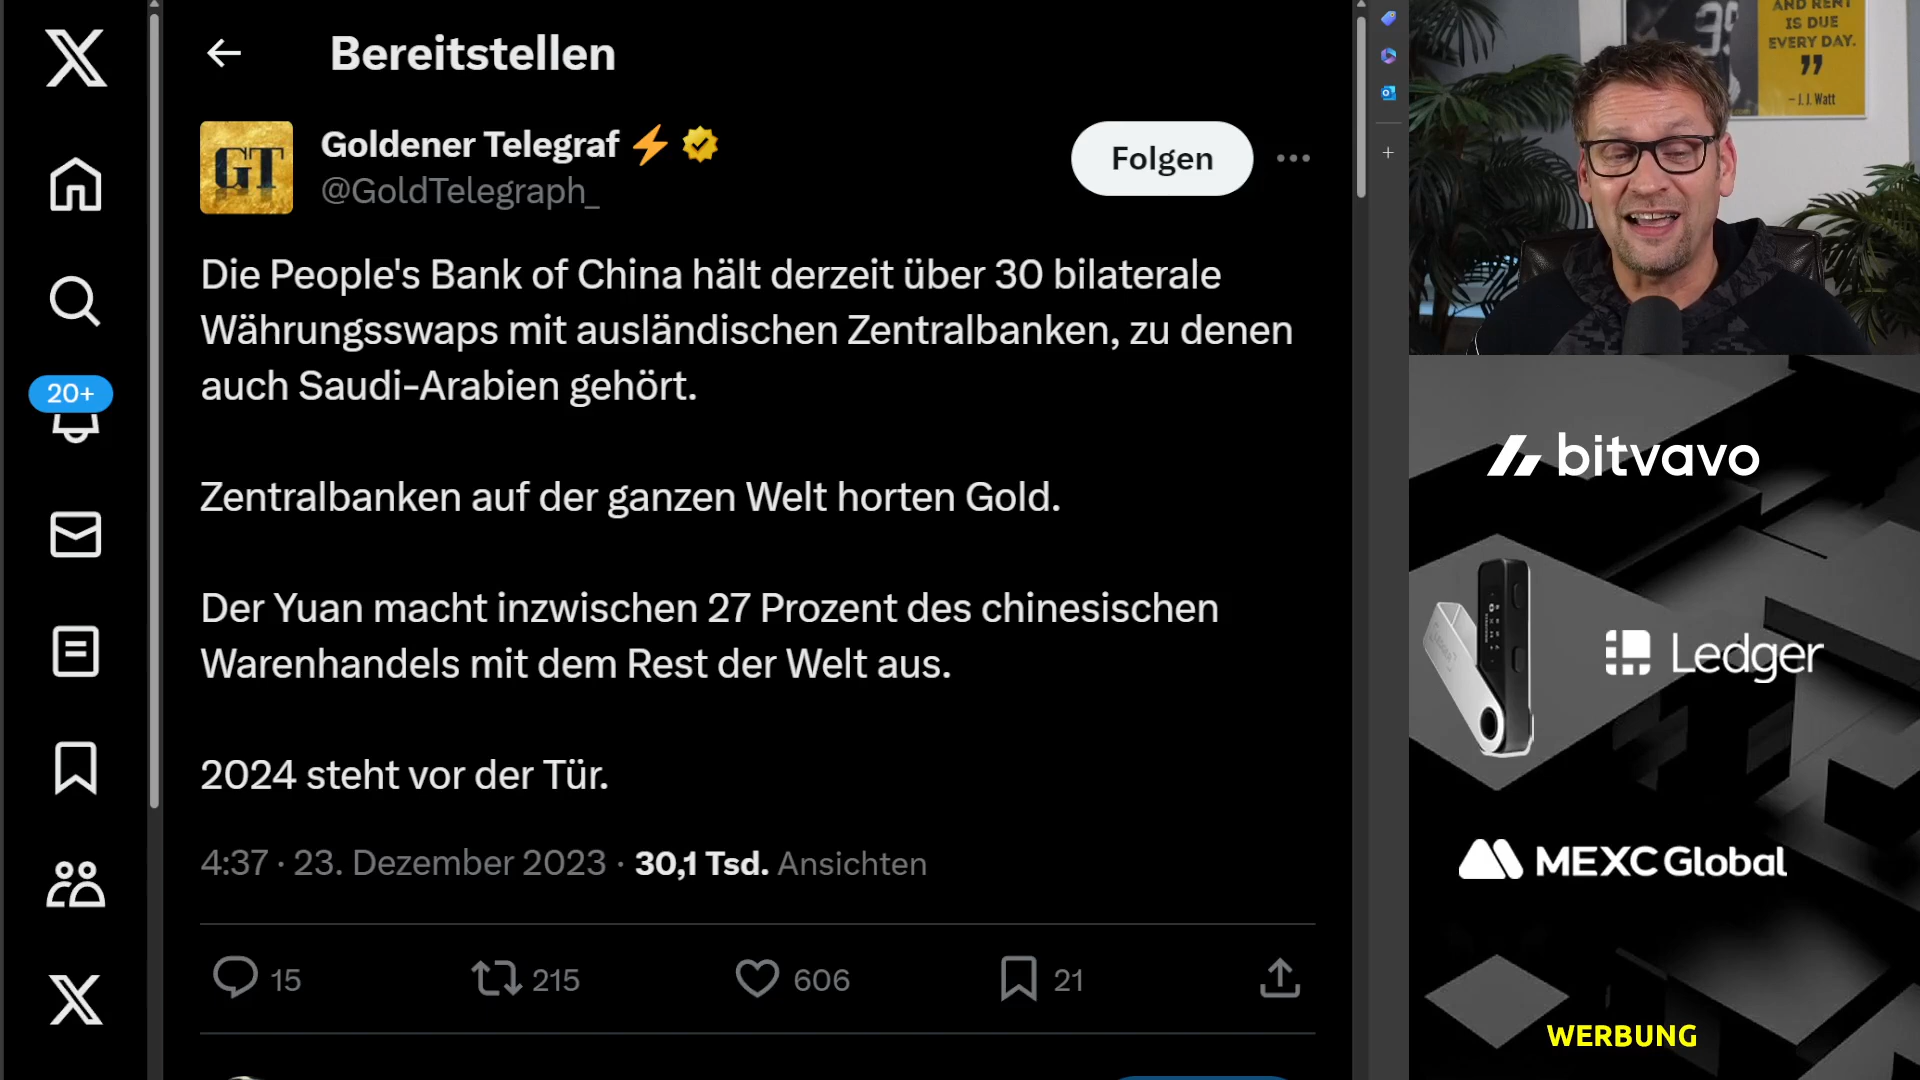 Bereitstellen
GT
Goldener Telegraf
@GoldTelegraph_
Folgen
Die People's Bank of China hält derzeit über 30 bilaterale
Währungsswaps mit ausländischen Zentralbanken, zu denen
auch Saudi-Arabien gehört.
Zentralbanken auf der ganzen Welt horten Gold.
Der Yuan macht inzwischen 27 Prozent des chinesischen
Warenhandels mit dem Rest der Welt aus.
2024 steht vor der Tür.
4:37 · 23. Dezember 2023 · 30,1 Tsd. Ansichten
15
215
606
21
20+
AND RENT
IS DUE
EVERY DAY.
– J.J. Watt
99
bitvavo
Ledger
MEXC Global
WERBUNG